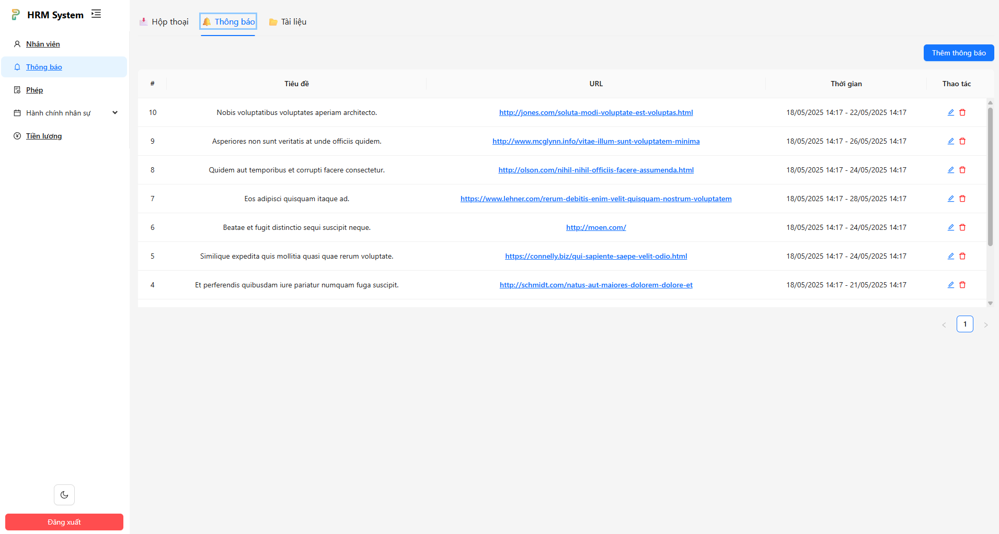 HRM System
Nhân viên
Thông báo
Phép
Hành chính nhân sự
Tiền lương
Đăng xuất
Hộp thoại Thông báo Tài liệu
Thêm thông báo
# Tiêu đề URL Thời gian Thao tác
10 Nobis voluptatibus voluptates aperiam architecto. http://jones.com/soluta-modi-voluptate-est-voluptas.html 18/05/2025 14:17 - 22/05/2025 14:17
9 Asperiores non sunt veritatis at unde officiis quidem. http://www.mcglynn.info/vitae-illum-sunt-voluptatem-minima 18/05/2025 14:17 - 26/05/2025 14:17
8 Quidem aut temporibus et corrupti facere consectetur. http://olson.com/nihil-nihil-officiis-facere-assumenda.html 18/05/2025 14:17 - 24/05/2025 14:17
7 Eos adipisci quisquam itaque ad. https://www.lehner.com/rerum-debitis-enim-velit-quisquam-nostrum-voluptatem 18/05/2025 14:17 - 28/05/2025 14:17
6 Beatae et fugit distinctio sequi suscipit neque. http://moen.com/ 18/05/2025 14:17 - 24/05/2025 14:17
5 Similique expedita quis mollitia quasi quae rerum voluptate. https://connelly.biz/qui-sapiente-saepe-velit-odio.html 18/05/2025 14:17 - 24/05/2025 14:17
4 Et perferendis quibusdam iure pariatur numquam fuga suscipit. http://schmidt.com/natus-aut-maiores-dolorem-dolore-et 18/05/2025 14:17 - 21/05/2025 14:17
1